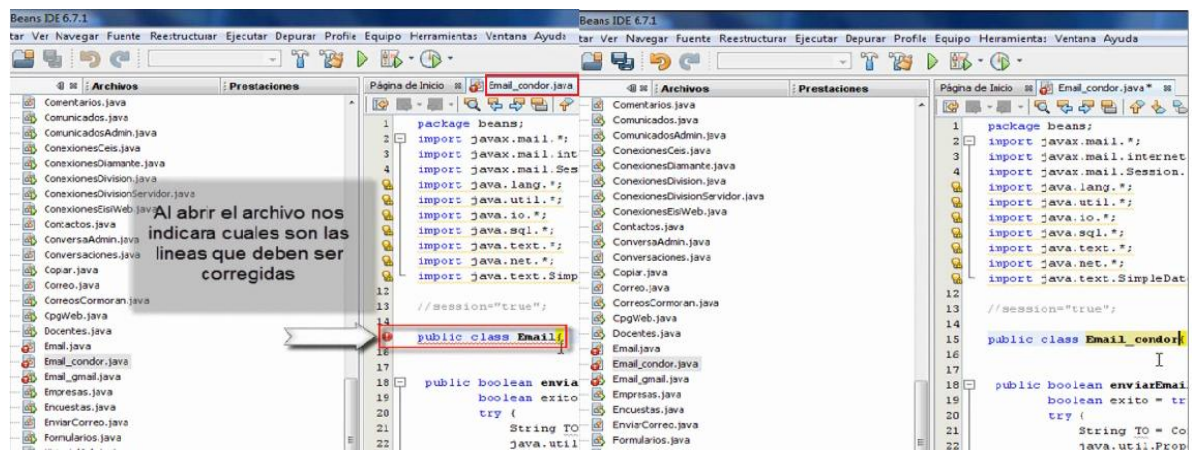 Beans IDE 6.7.1
tar Ver Navegar Fuente Reestructurar Ejecutar Depurar Profile Equipo Herramientas Ventana Ayuda
Archivos
Prestaciones
Página de Inicio
Email_condor.java
Comentarios.java
Comunicados.java
ComunicadosAdmin.java
ConexionesCeis.java
ConexionesDiamante.java
ConexionesDivision.java
ConexionesDivisionServidor.java
ConexionesEisiWeb.java
Contactos.java
ConversaAdmin.java
Conversaciones.java
Copiar.java
Correo.java
CorreosCormoran.java
CpgWeb.java
Docentes.java
Email.java
Email_condor.java
Email_gmail.java
Empresas.java
Encuestas.java
EnviarCorreo.java
Formularios.java
Al abrir el archivo nos
indicara cuales son las
lineas que deben ser
corregidas
1 package beans;
2 import javax.mail.*;
3 import javax.mail.int
4 import javax.mail.Ses
import java.lang.*;
import java.util.*;
import java.io.*;
import java.sql.*;
import java.text.*;
import java.net.*;
import java.text.Simp
12
13 //session="true";
14
public class Email{
16
17
18 public boolean envia
19 boolean exito
20 try {
21 String TO
22 java.util
Beans IDE 6.7.1
tar Ver Navegar Fuente Reestructurar Ejecutar Depurar Profile Equipo Herramientas Ventana Ayuda
Archivos
Prestaciones
Página de Inicio
Email_condor.java *
Comentarios.java
Comunicados.java
ComunicadosAdmin.java
ConexionesCeis.java
ConexionesDiamante.java
ConexionesDivision.java
ConexionesDivisionServidor.java
ConexionesEisiWeb.java
Contactos.java
ConversaAdmin.java
Conversaciones.java
Copiar.java
Correo.java
CorreosCormoran.java
CpgWeb.java
Docentes.java
Email.java
Email_condor.java
Email_gmail.java
Empresas.java
Encuestas.java
EnviarCorreo.java
Formularios.java
1 package beans;
2 import javax.mail.*;
3 import javax.mail.internet
4 import javax.mail.Session.
import java.lang.*;
import java.util.*;
import java.io.*;
import java.sql.*;
import java.text.*;
import java.net.*;
import java.text.SimpleDat
12
13 //session="true";
14
15 public class Email_condor{
16
17
18 public boolean enviarEmai
19 boolean exito = tr
20 try {
21 String TO = Co
22 java.util.Prop